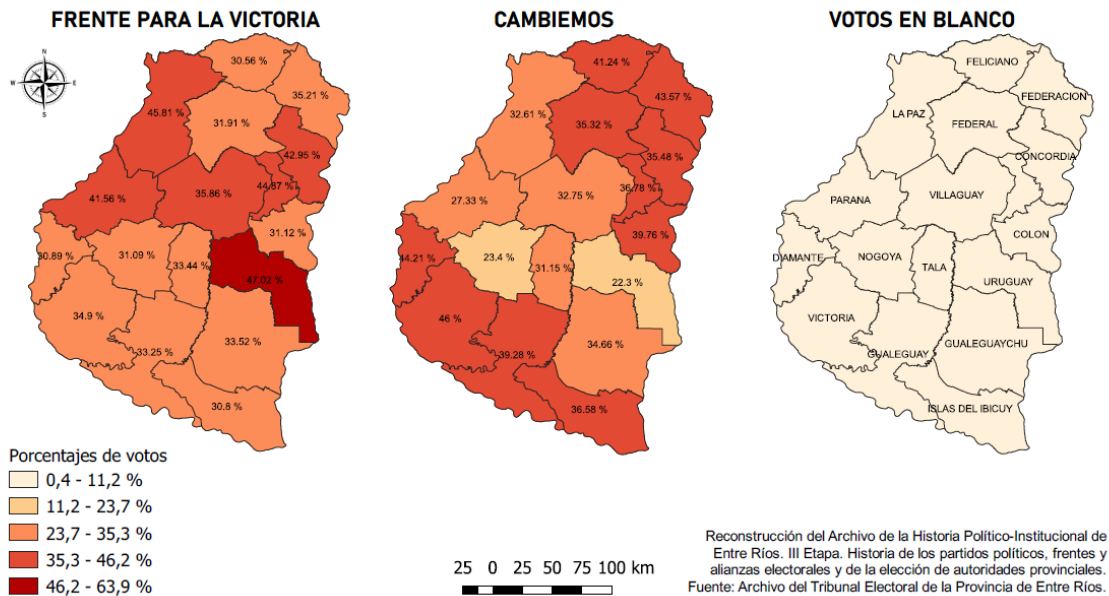 FRENTE PARA LA VICTORIA
CAMBIEMOS
VOTOS EN BLANCO
N
W
E
S
30.56 %
35.21 %
45.81 %
31.91 %
42.95 %
44.87 %
35.86 %
41.56 %
31.12 %
30.89 %
31.09 %
33.44 %
47.02 %
34.9 %
33.25 %
33.52 %
30.8 %
41.24 %
43.57 %
32.61 %
35.32 %
35.48 %
36.78 %
32.75 %
27.33 %
39.76 %
44.21 %
23.4 %
31.15 %
22.3 %
46 %
39.28 %
34.66 %
36.58 %
FELICIANO
FEDERACION
LA PAZ
FEDERAL
CONCORDIA
VILLAGUAY
PARANA
COLON
DIAMANTE
NOGOYA
TALA
URUGUAY
VICTORIA
GUALEGUAY
GUALEGUAYCHU
ISLAS DEL IBICUY
Porcentajes de votos
0,4 - 11,2 %
11,2 - 23,7 %
23,7 - 35,3 %
35,3 - 46,2 %
46,2 - 63,9 %
25 0 25 50 75 100 km
Reconstrucción del Archivo de la Historia Político-Institucional de
Entre Ríos. III Etapa. Historia de los partidos políticos, frentes y
alianzas electorales y de la elección de autoridades provinciales.
Fuente: Archivo del Tribunal Electoral de la Provincia de Entre Ríos.